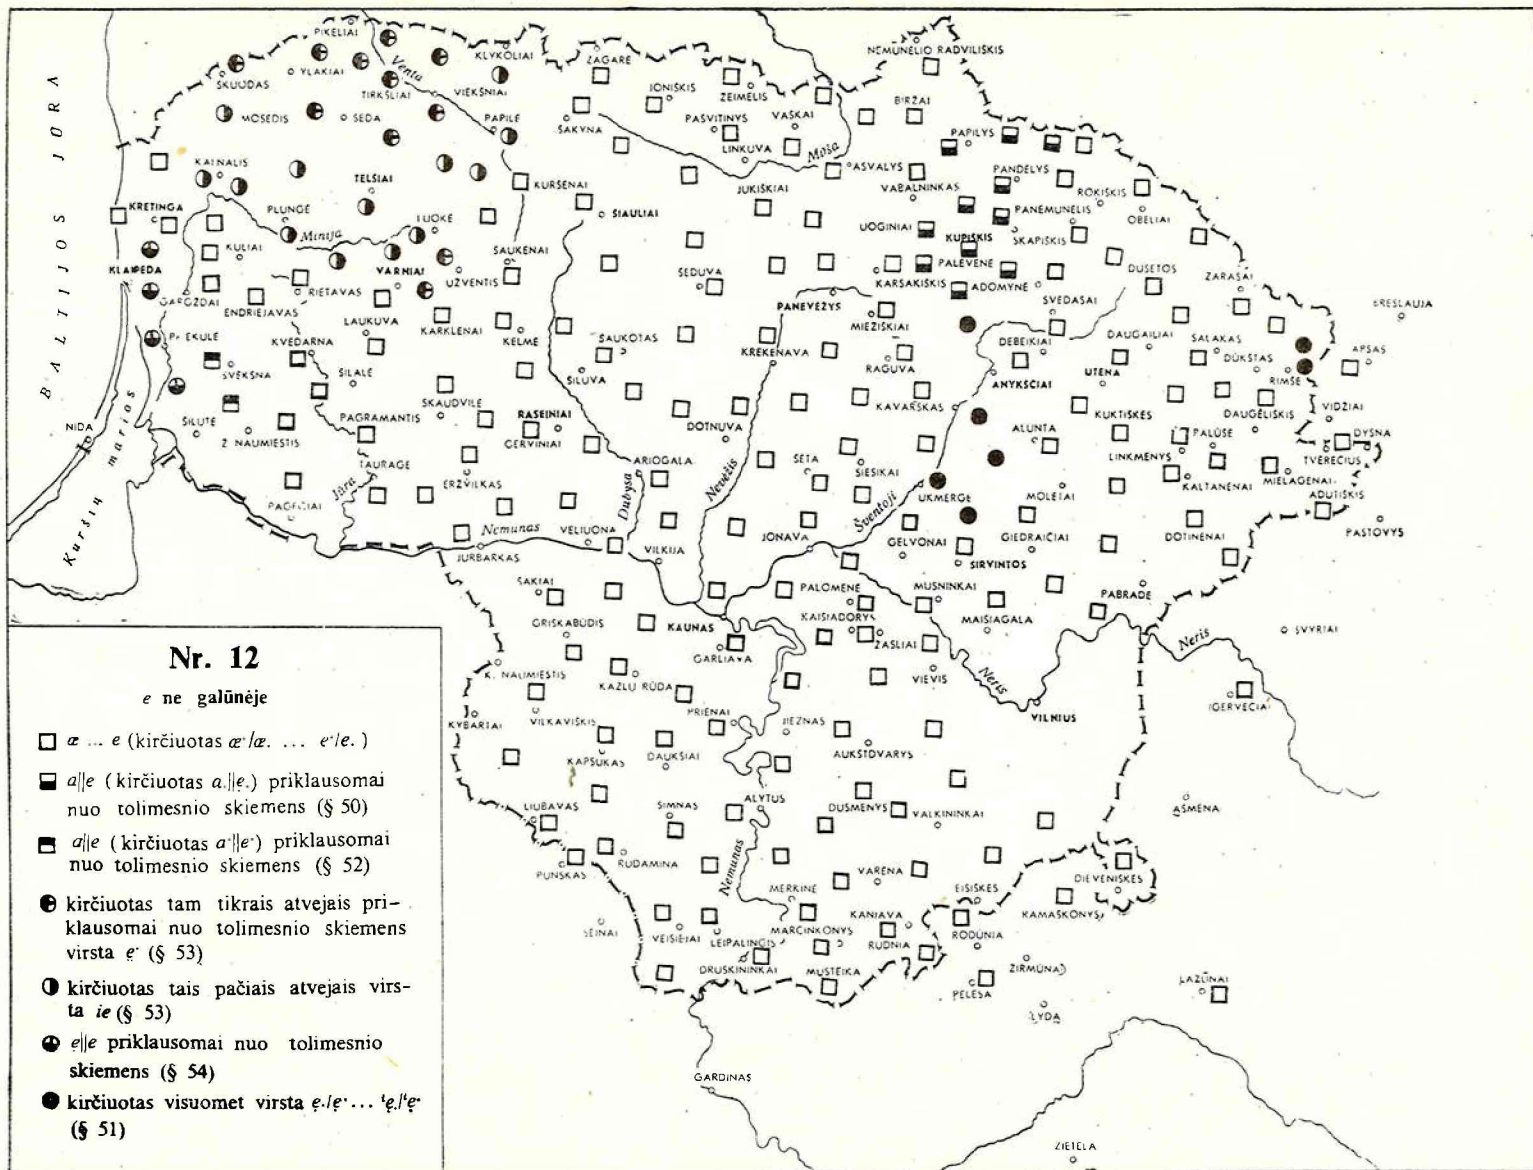 BALTIJOS JŪRA
PIKELIAI
SKUODAS
YLAKIAI
Venta
KLYKOLIAI
ŽAGARĖ
NEMUNĖLIO RADVILIŠKIS
TIRKŠLIAI
VIEKŠNIAI
JONIŠKIS
ŽEIMELIS
BIRŽAI
MOSĖDIS
SEDA
PAPILĖ
ŠAKYNA
PAŠVITINYS
VAŠKAI
PAPILYS
LINKUVA
Mūša
PASVALYS
PANDĖLYS
TELŠIAI
KURŠĖNAI
JUKIŠKIAI
VABALNINKAS
ROKIŠKIS
KRETINGA
PLUNGĖ
LUOKĖ
ŠIAULIAI
PANEMUNĖLIS
OBELIAI
Minija
UOGINIAI
SKAPIŠKIS
KULIAI
ŠAUKĖNAI
KUPIŠKIS
KLAIPĖDA
VARNIAI
UŽVENTIS
ŠEDUVA
PALĖVENĖ
DUSETOS
ZARASAI
GARGŽDAI
RIETAVAS
KARSAKIŠKIS
ADOMYNĖ
BRESLAUJA
ENDRIEJAVAS
PANEVĖŽYS
SVĖDASAI
LAUKUVA
KARKLĖNAI
KELMĖ
MIEŽIŠKIAI
DAUGAILIAI
PRIEKULĖ
KVĖDARNA
ŠAUKOTAS
KREKENAVA
DEBEIKIAI
SALAKAS
APSAS
ŠVĖKŠNA
ŠILALĖ
ŠILUVA
RAGUVA
ANYKŠČIAI
UTENA
DŪKŠTAS
RIMŠĖ
SKAUDVILĖ
RASEINIAI
KAVARSKAS
KUKTIŠKĖS
DAUGĖLIŠKIS
VIDŽIAI
NIDA
ŠILUTĖ
Ž NAUMIESTIS
PAGRAMANTIS
GERVINIAI
DOTNUVA
ALUNTA
PALŪŠĖ
DYSNA
Kuršių marios
TAURAGĖ
ERŽVILKAS
ARIOGALA
ŠĖTA
SIESIKAI
LINKMENYS
TVEREČIUS
Jūra
Dubysa
Nevėžis
Šventoji
UKMERGĖ
MOLĖTAI
KALTANĖNAI
MIELAGĖNAI
ADUTIŠKIS
PAGĖGIAI
Nemunas
VELIUONA
JONAVA
GELVONAI
GIEDRAIČIAI
DOTINĖNAI
PASTOVYS
JURBARKAS
VILKIJA
ŠIRVINTOS
ŠAKIAI
PALOMENĖ
MUSNINKAI
PABRADĖ
GRIŠKABŪDIS
KAUNAS
KAIŠIADORYS
MAIŠIAGALA
ŽASLIAI
Neris
SVYRIAI
GARLIAVA
K. NAUMIESTIS
KAZLŲ RŪDA
VIEVIS
Neris
GERVĖČIAI
VILKAVIŠKIS
PRIENAI
VILNIUS
KYBARTAI
JIEZNAS
AUKŠTDVARYS
KAPSUKAS
DAUKŠIAI
LIUBAVAS
SIMNAS
ALYTUS
DUSMENYS
VALKININKAI
AŠMENA
PUNSKAS
RUDAMINA
Nemunas
VARĖNA
DIEVENIŠKĖS
MERKINĖ
EIŠIŠKĖS
SEINAI
VEISIEJAI
LEIPALINGIS
MARCINKONYS
KANIAVA
KAMAŠKONYS
RODŪNIA
RUDNIA
DRUSKININKAI
MUSTEIKA
PELESA
ŽIRMŪNAI
LAZŪNAI
LYDA
GARDINAS
ZIETELA
Nr. 12
e ne galūnėje
æ ... e (kirčiuotas æ·/æ. ... e·/e.)
a||e (kirčiuotas a.||ẹ.) priklausomai
nuo tolimesnio skiemens (§ 50)
a||e (kirčiuotas a·||e·) priklausomai
nuo tolimesnio skiemens (§ 52)
kirčiuotas tam tikrais atvejais pri-
klausomai nuo tolimesnio skiemens
virsta ẹ· (§ 53)
kirčiuotas tais pačiais atvejais virs-
ta ie (§ 53)
ẹ||e priklausomai nuo tolimesnio
skiemens (§ 54)
kirčiuotas visuomet virsta ẹ./ẹ· ... ᶦẹ./ᶦẹ·
(§ 51)